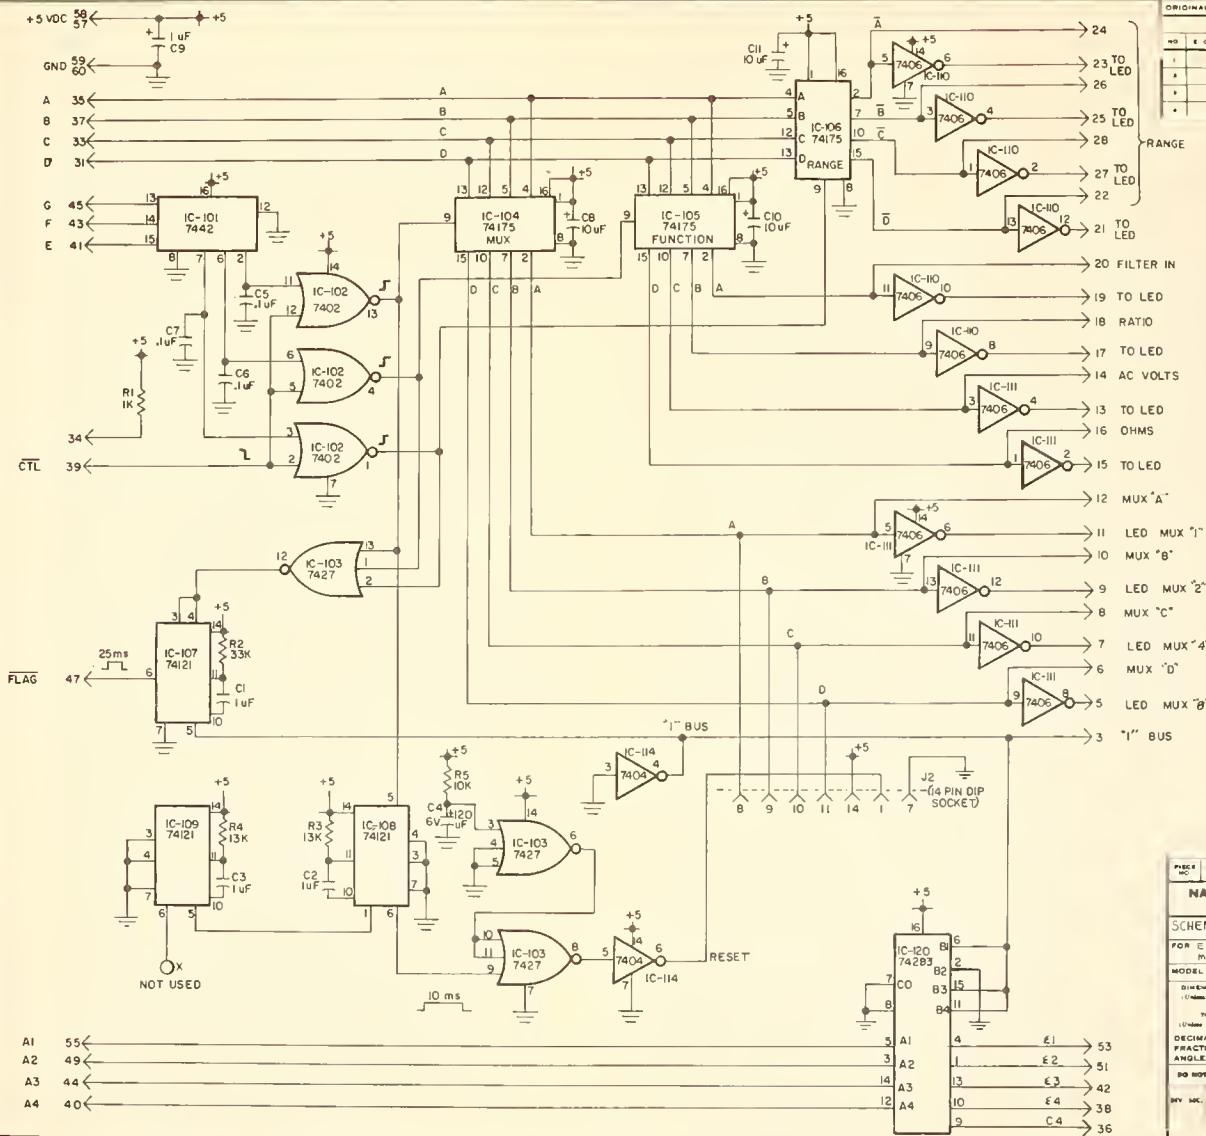 +5 VDC 58
57
+5
1 uF
C9
GND 59
60
A 35
B 37
C 33
D 31
A
B
C
D
G 45
F 43
E 41
+5
16
13
14
15
IC-101
7442
12
8 7 6 2
C5
.1uF
C7
.1uF
C6
.1uF
+5
14
11
12
IC-102
7402
13
6
5
IC-102
7402
4
3
2
IC-102
7402
1
7
+5
R1
1K
34
CTL 39
13 12 5 4 16
+5
9
IC-104
74175
MUX
1
8
C8
10uF
15 10 7 2
D C B A
13 12 5 4 16
+5
9
IC-105
74175
FUNCTION
1
8
C10
10uF
15 10 7 2
D C B A
+5
C11
10uF
1
16
4 A
5 B
12 C
13 D
IC-106
74175
RANGE
2
7
10
15
9 8
A
B
C
D
+5
14
5 7406 6
IC-110
7
IC-110
3 7406 4
IC-110
1 7406 2
IC-110
13 7406 12
24
23 TO LED
26
25 TO LED
28
27 TO LED
22
21 TO LED
RANGE
20 FILTER IN
11 7406 10
IC-110
19 TO LED
18 RATIO
IC-110
9 7406 8
17 TO LED
14 AC VOLTS
IC-111
3 7406 4
13 TO LED
16 OHMS
IC-111
1 7406 2
15 TO LED
12 MUX "A"
+5
14
5 7406 6
IC-111
7
11 LED MUX "1"
10 MUX "B"
IC-111
13 7406 12
9 LED MUX "2"
8 MUX "C"
IC-111
11 7406 10
7 LED MUX "4"
6 MUX "D"
IC-111
9 7406 8
5 LED MUX "8"
3 "1" BUS
A
B
C
D
12
IC-103
7427
13
1
2
+5
3 4
14
IC-107
74121
R2
33K
11
C1
1uF
10
6
7 5
25ms
FLAG 47
"1" BUS
IC-114
3 7404 4
+5
J2
(14 PIN DIP
SOCKET)
8 9 10 11 14 1 7
+5
14
3
4
7
IC-109
74121
R4
13K
11
C3
1uF
10
6 5
X
NOT USED
+5
14
R3
13K
11
C2
1uF
10
5
IC-108
74121
4
3
7
1 6
+5
R5
10K
C4
6V
120
uF
+5
14
3
4
5
IC-103
7427
6
10
11
9
IC-103
7427
8
7
10 ms
+5
14
5 7404 6
7
IC-114
RESET
+5
16
IC-120
74283
7 CO
8
B1 6
B2 2
B3 15
B4 11
5 A1
3 A2
14 A3
12 A4
4
1
13
10
9
A1 55
A2 49
A3 44
A4 40
Ɛ1 53
Ɛ2 51
Ɛ3 42
Ɛ4 38
C4 36
ORIGINAL
NO
PIECE
NO
NA
SCHEM
FOR E
MODEL
DIMEN
DECIMA
FRACTI
ANGLE
DO NOT